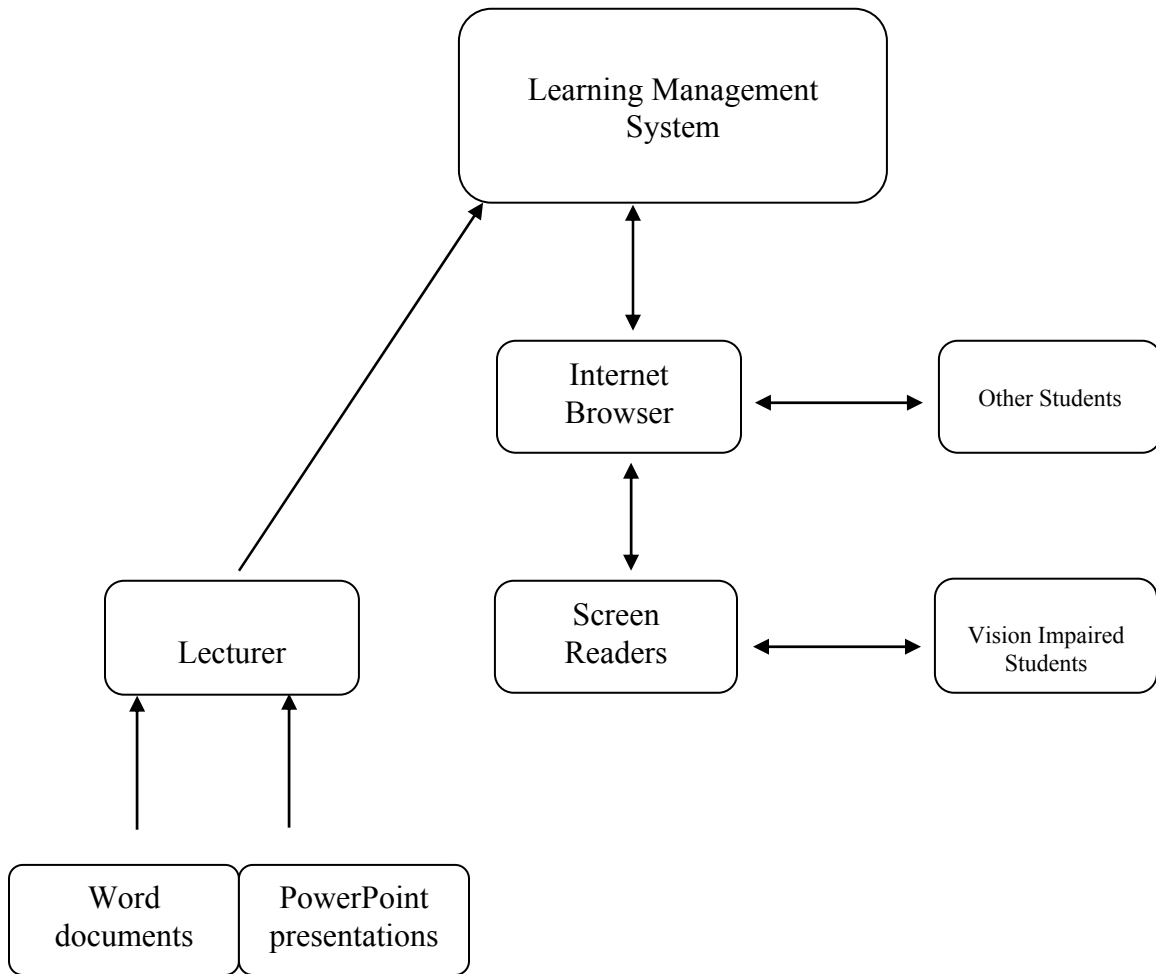 Learning Management
System
Internet
Browser
Other Students
Lecturer
Screen
Readers
Vision Impaired
Students
Word
documents
PowerPoint
presentations